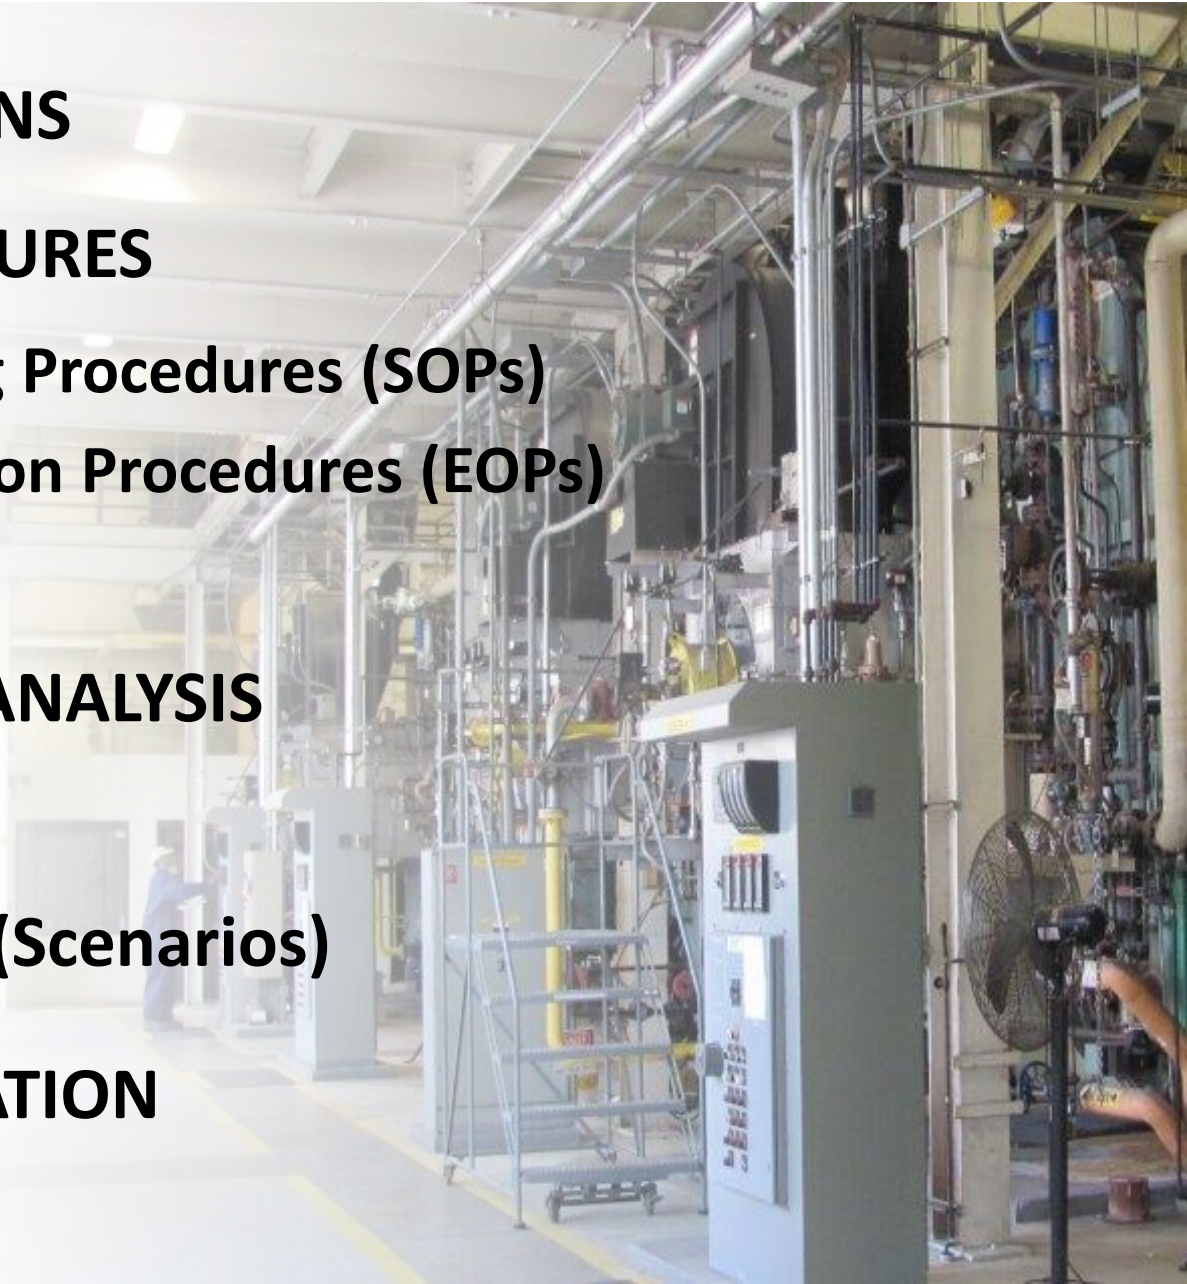 NS
URES
g Procedures (SOPs)
on Procedures (EOPs)
ANALYSIS
(Scenarios)
ATION